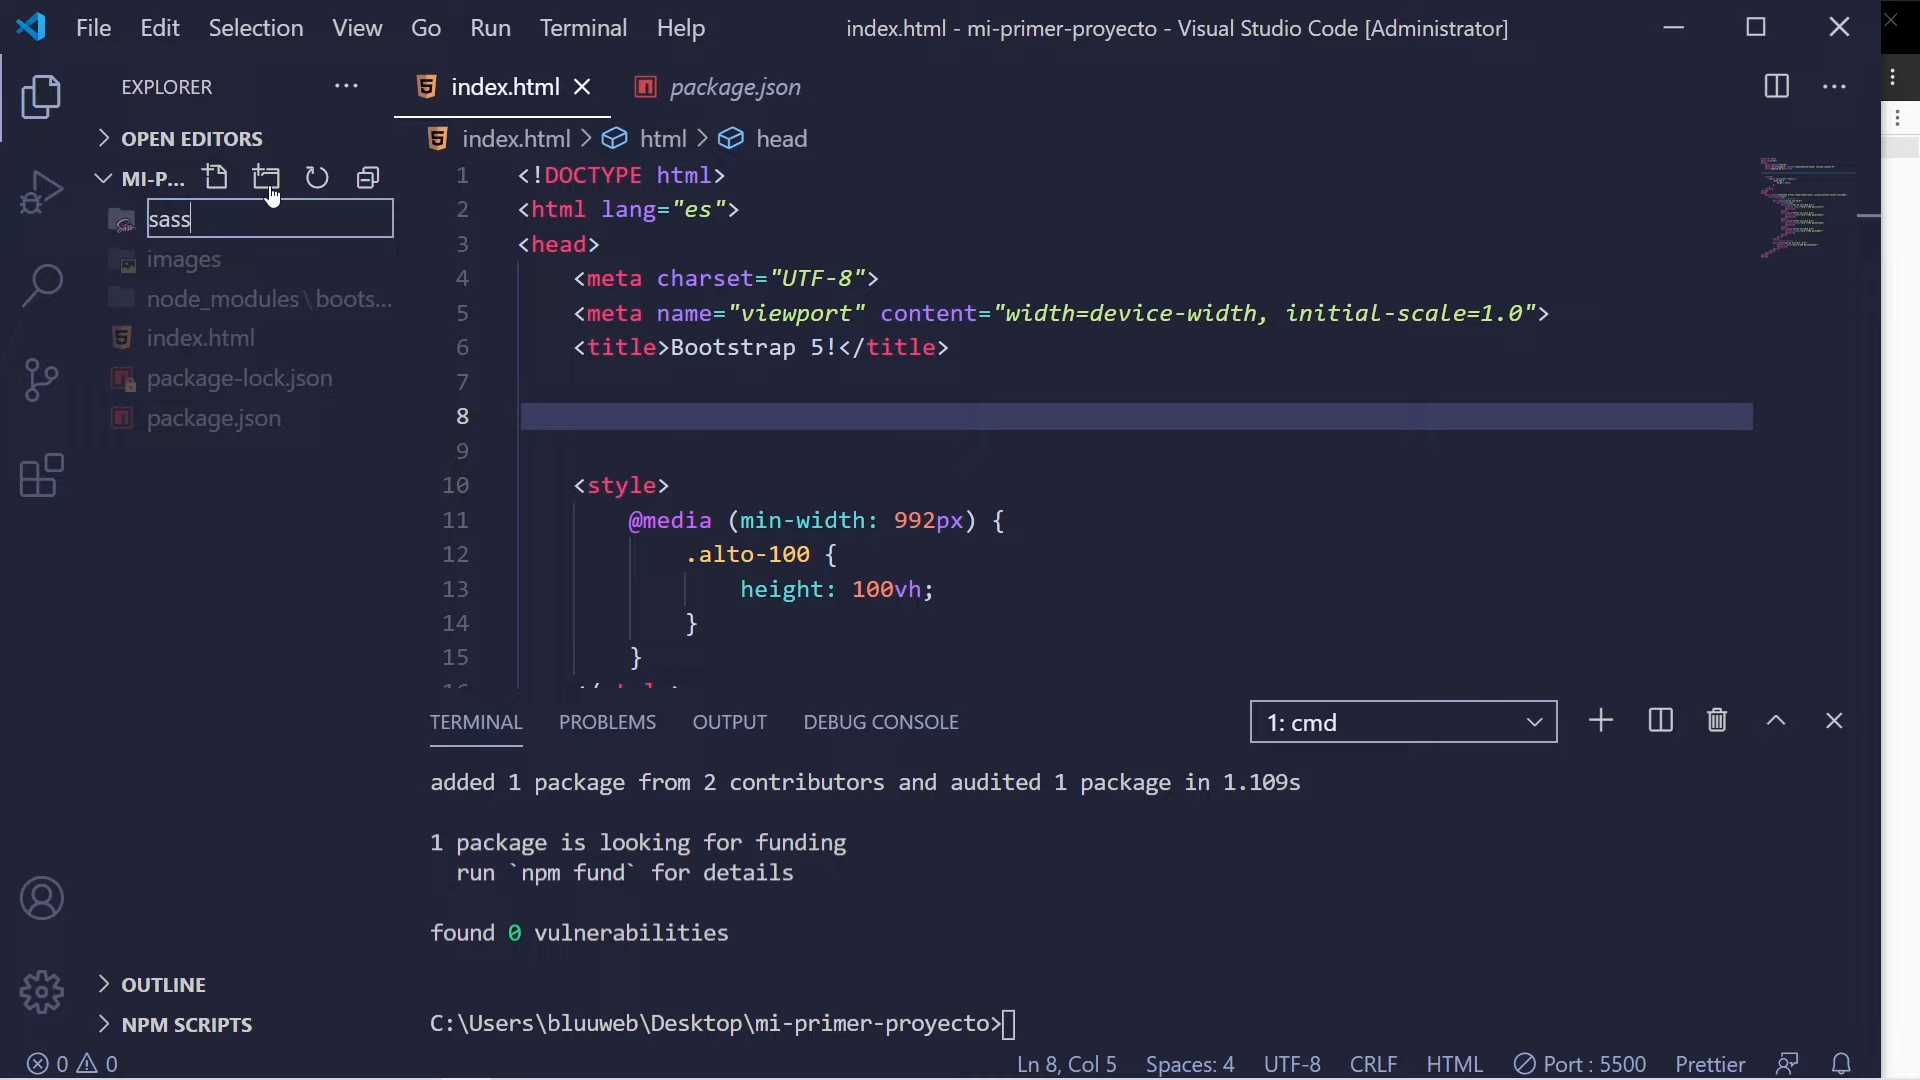 File Edit Selection View Go Run Terminal Help index.html - mi-primer-proyecto - Visual Studio Code [Administrator]
EXPLORER
OPEN EDITORS
MI-P...
sass
images
node_modules\boots...
index.html
package-lock.json
package.json
OUTLINE
NPM SCRIPTS
index.html package.json
index.html > html > head
1 <!DOCTYPE html>
2 <html lang="es">
3 <head>
4 <meta charset="UTF-8">
5 <meta name="viewport" content="width=device-width, initial-scale=1.0">
6 <title>Bootstrap 5!</title>
7
8
9
10 <style>
11 @media (min-width: 992px) {
12 .alto-100 {
13 height: 100vh;
14 }
15 }
TERMINAL PROBLEMS OUTPUT DEBUG CONSOLE 1: cmd
added 1 package from 2 contributors and audited 1 package in 1.109s
1 package is looking for funding
run `npm fund` for details
found 0 vulnerabilities
C:\Users\bluuweb\Desktop\mi-primer-proyecto>
0 0 Ln 8, Col 5 Spaces: 4 UTF-8 CRLF HTML Port : 5500 Prettier